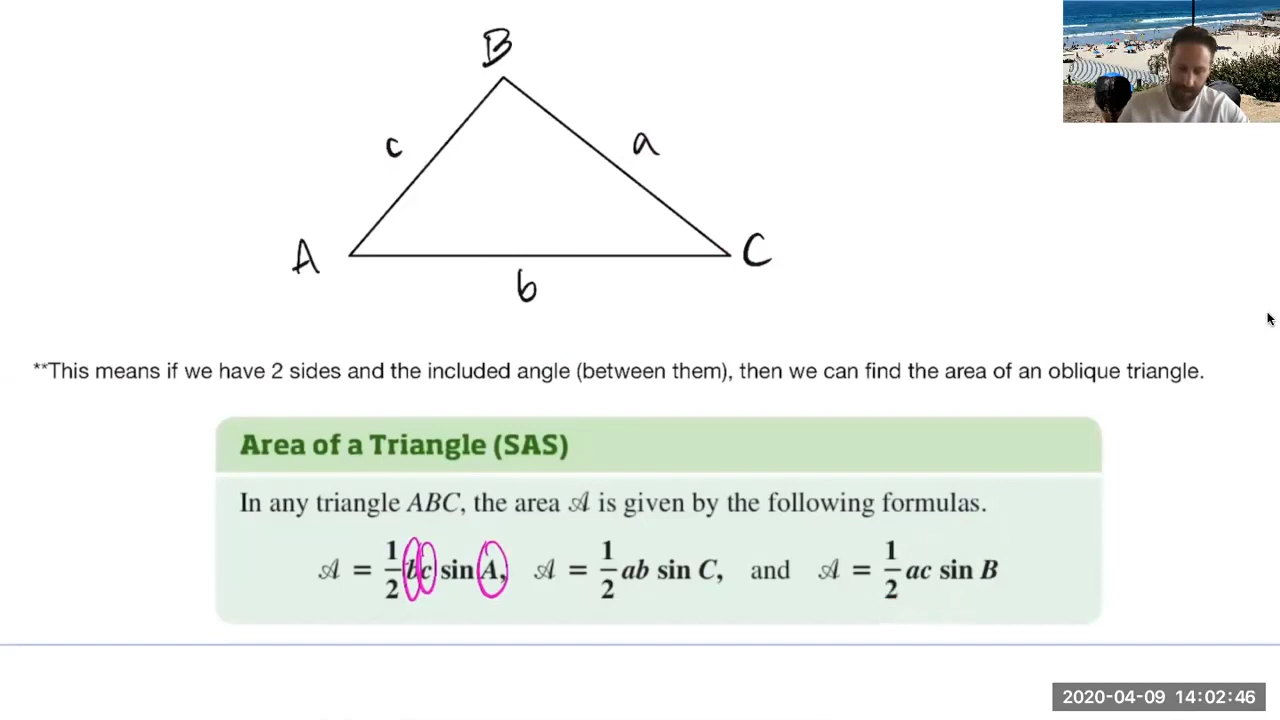 B
c
a
A
C
b
**This means if we have 2 sides and the included angle (between them), then we can find the area of an oblique triangle.
Area of a Triangle (SAS)
In any triangle ABC, the area 𝒜 is given by the following formulas.
𝒜 = 1/2 bc sin A, 𝒜 = 1/2 ab sin C, and 𝒜 = 1/2 ac sin B
2020-04-09 14:02:46